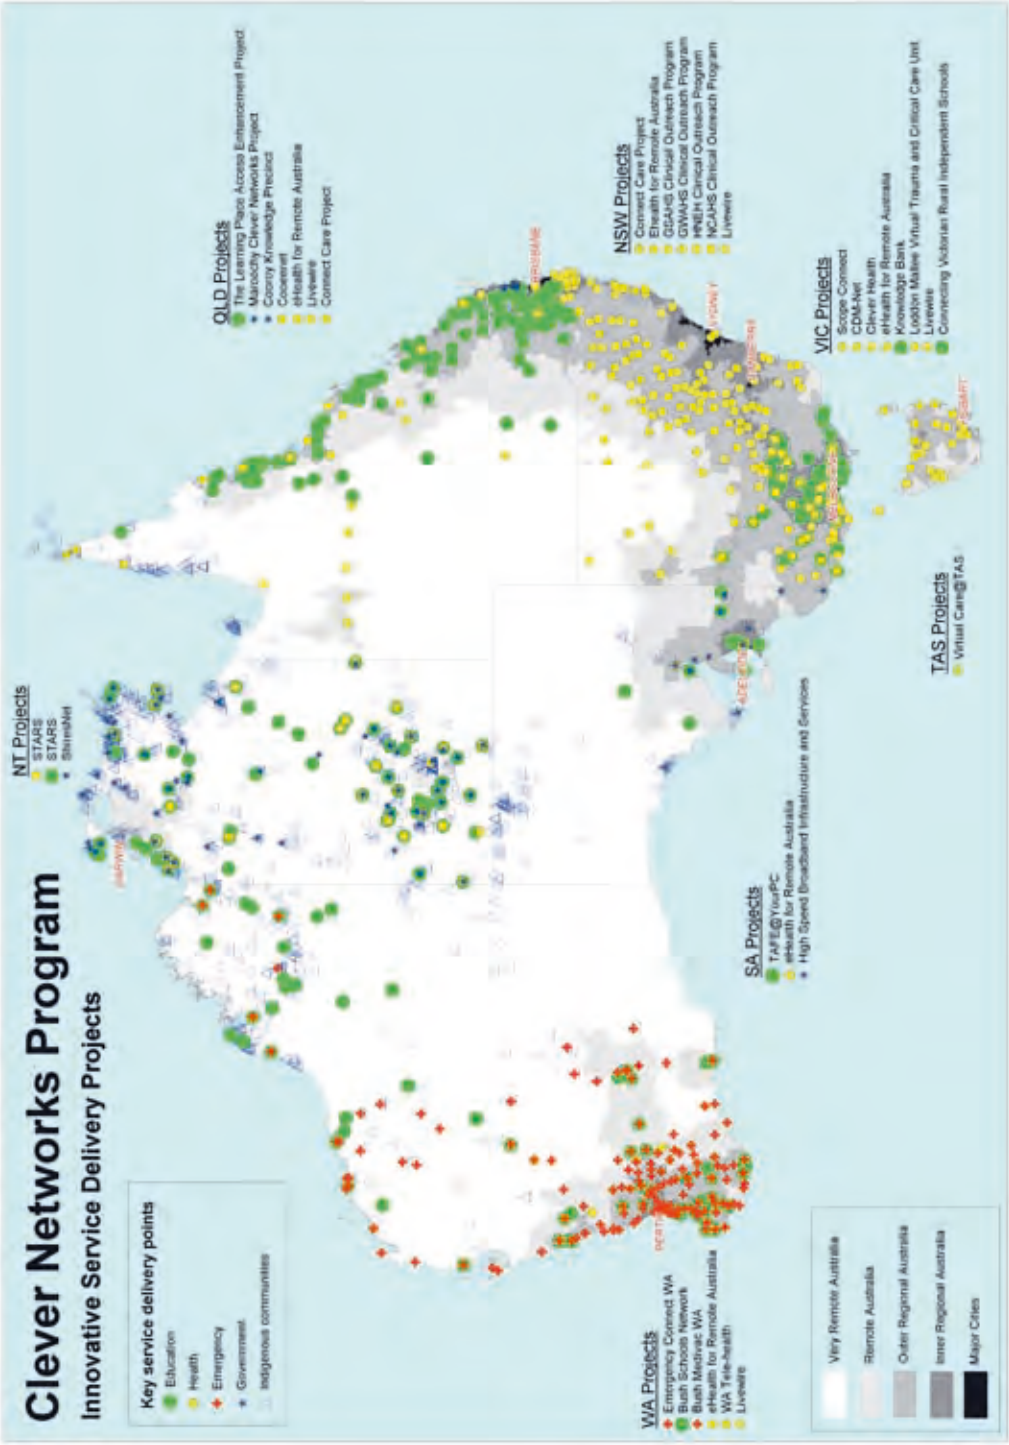 Clever Networks Program
Innovative Service Delivery Projects
Key service delivery points
Education
Health
Emergency
Government
Indigenous communities
NT Projects
STARS
STARS
ShiresNet
QLD Projects
The Learning Place Access Enhancement Project
Maroochy Clever Networks Project
Cooroy Knowledge Precinct
eHealth for Remote Australia
Livewire
Connect Care Project
NSW Projects
Connect Care Project
Ehealth for Remote Australia
GSAHS Clinical Outreach Program
GWAHS Clinical Outreach Program
HNEH Clinical Outreach Program
NCAHS Clinical Outreach Program
Livewire
VIC Projects
Scope Connect
CDM-Net
Clever Health
eHealth for Remote Australia
Knowledge Bank
Loddon Mallee Virtual Trauma and Critical Care Unit
Livewire
Connecting Victorian Rural Independent Schools
TAS Projects
Virtual Care@TAS
SA Projects
TAFE@YourPC
eHealth for Remote Australia
High Speed Broadband Infrastructure and Services
WA Projects
Emergency Connect WA
Bush Schools Network
Bush Medivac WA
eHealth for Remote Australia
WA Tele-health
Livewire
DARWIN
BRISBANE
SYDNEY
CANBERRA
MELBOURNE
HOBART
ADELAIDE
PERTH
Very Remote Australia
Remote Australia
Outer Regional Australia
Inner Regional Australia
Major Cities